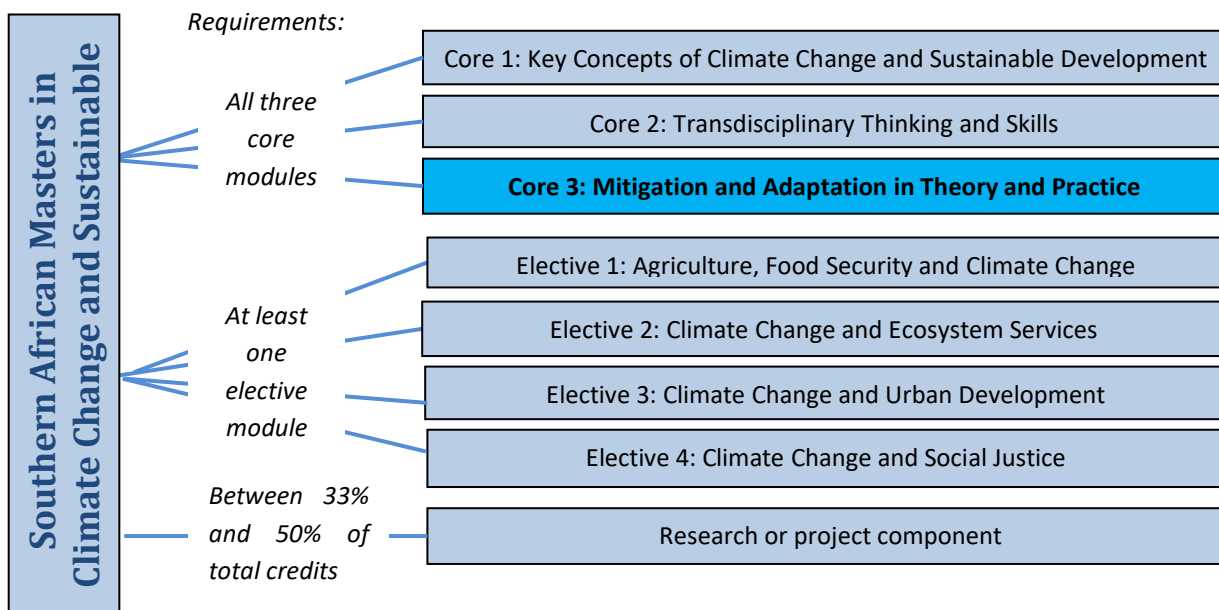 Southern African Masters in
Climate Change and Sustainable
Requirements:
All three
core
modules
Core 1: Key Concepts of Climate Change and Sustainable Development
Core 2: Transdisciplinary Thinking and Skills
Core 3: Mitigation and Adaptation in Theory and Practice
At least
one
elective
module
Elective 1: Agriculture, Food Security and Climate Change
Elective 2: Climate Change and Ecosystem Services
Elective 3: Climate Change and Urban Development
Elective 4: Climate Change and Social Justice
Between 33%
and 50% of
total credits
Research or project component